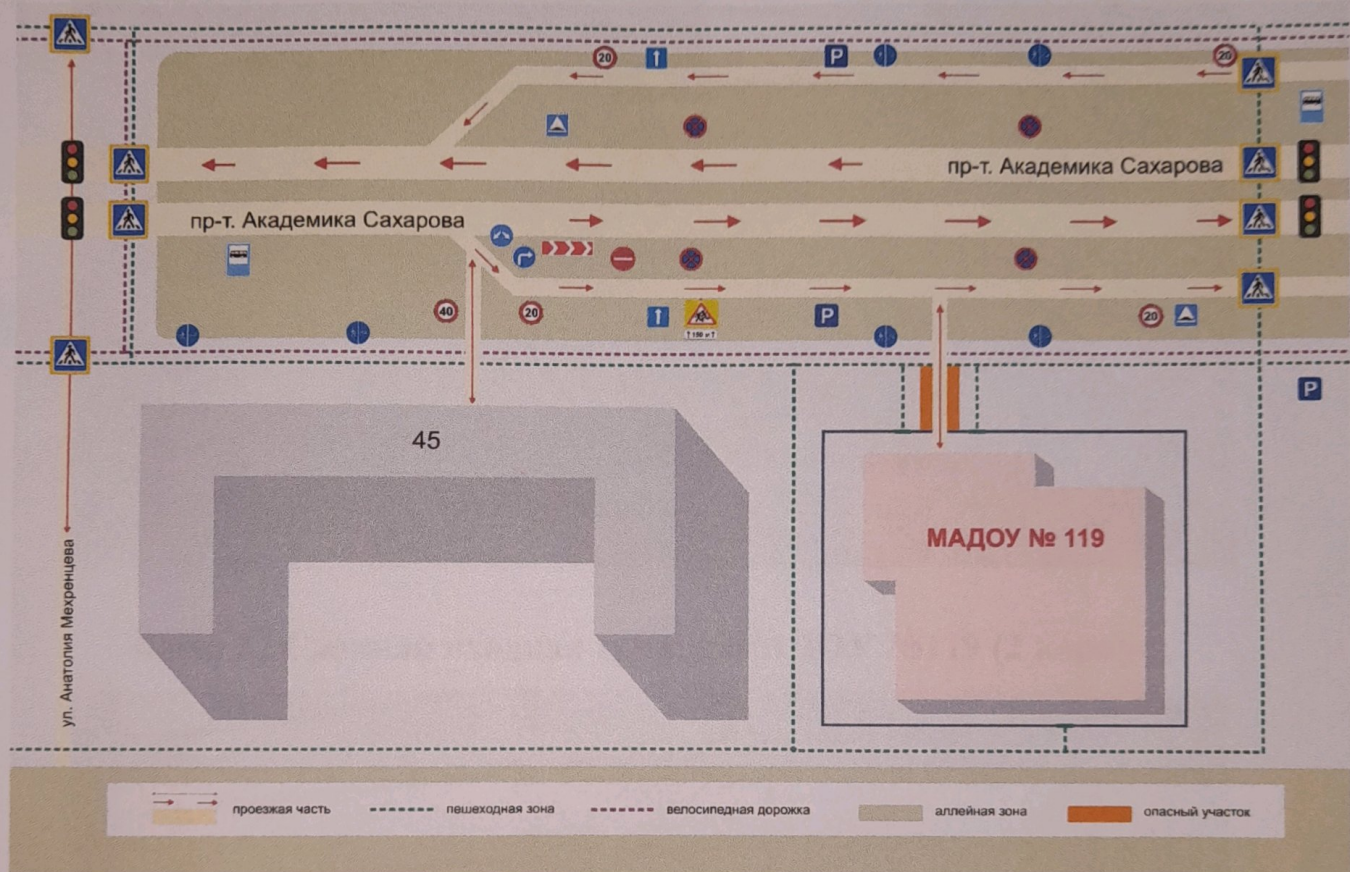 20
P
20
пр-т. Академика Сахарова
пр-т. Академика Сахарова
40
20
P
20
P
45
МАДОУ № 119
ул. Анатолия Мехренцева
проезжая часть
пешеходная зона
велосипедная дорожка
аллейная зона
опасный участок